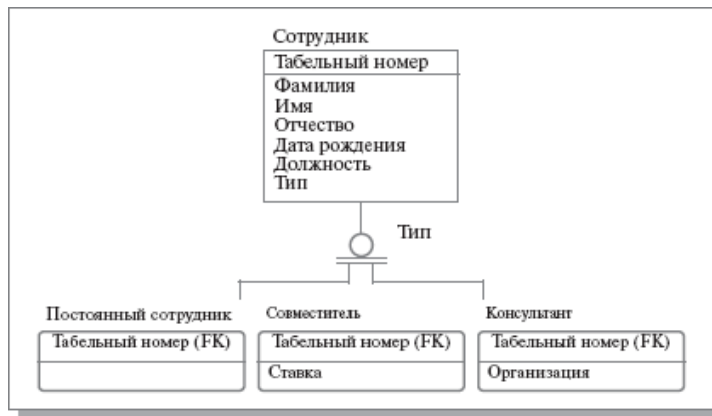 Сотрудник
Табельный номер
Фамилия
Имя
Отчество
Дата рождения
Должность
Тип
Тип
Постоянный сотрудник
Табельный номер (FK)
Совместитель
Табельный номер (FK)
Ставка
Консультант
Табельный номер (FK)
Организация